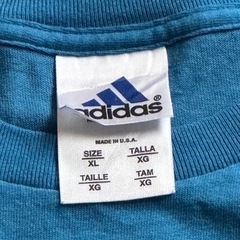 adidas
MADE IN U.S.A.
SIZE TALLA
XL XG
TAILLE TAM
XG XG